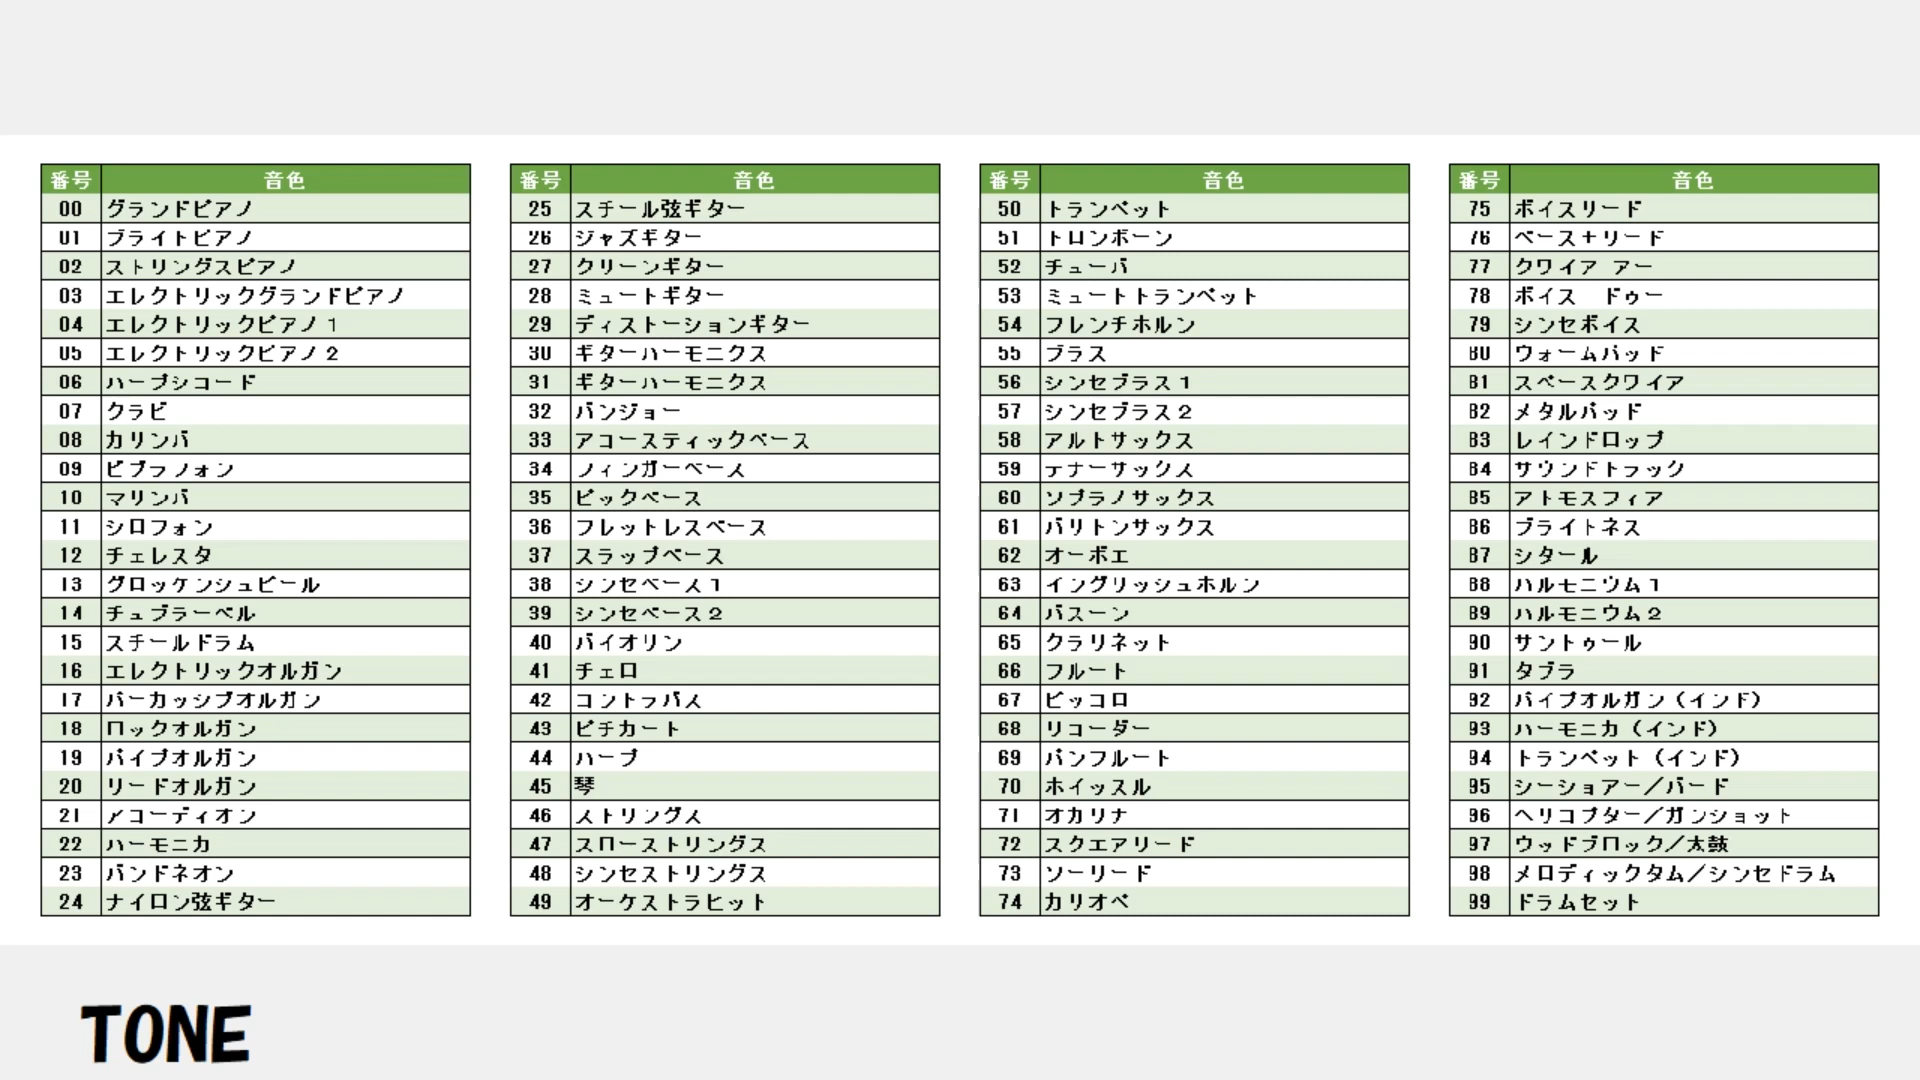 番号 音色
00 グランドピアノ
01 ブライトピアノ
02 ストリングスピアノ
03 エレクトリックグランドピアノ
04 エレクトリックピアノ1
05 エレクトリックピアノ2
06 ハープシコード
07 クラビ
08 カリンバ
09 ビブラフォン
10 マリンバ
11 シロフォン
12 チェレスタ
13 グロッケンシュピール
14 チュブラーベル
15 スチールドラム
16 エレクトリックオルガン
17 パーカッシブオルガン
18 ロックオルガン
19 パイプオルガン
20 リードオルガン
21 アコーディオン
22 ハーモニカ
23 バンドネオン
24 ナイロン弦ギター
番号 音色
25 スチール弦ギター
26 ジャズギター
27 クリーンギター
28 ミュートギター
29 ディストーションギター
30 ギターハーモニクス
31 ギターハーモニクス
32 バンジョー
33 アコースティックベース
34 フィンガーベース
35 ピックベース
36 フレットレスベース
37 スラップベース
38 シンセベース1
39 シンセベース2
40 バイオリン
41 チェロ
42 コントラバス
43 ピチカート
44 ハープ
45 琴
46 ストリングス
47 スローストリングス
48 シンセストリングス
49 オーケストラヒット
番号 音色
50 トランペット
51 トロンボーン
52 チューバ
53 ミュートトランペット
54 フレンチホルン
55 ブラス
56 シンセブラス1
57 シンセブラス2
58 アルトサックス
59 テナーサックス
60 ソプラノサックス
61 バリトンサックス
62 オーボエ
63 イングリッシュホルン
64 バスーン
65 クラリネット
66 フルート
67 ピッコロ
68 リコーダー
69 パンフルート
70 ホイッスル
71 オカリナ
72 スクエアリード
73 ソーリード
74 カリオペ
番号 音色
75 ボイスリード
76 ベース+リード
77 クワイア アー
78 ボイス　ドゥー
79 シンセボイス
80 ウォームパッド
81 スペースクワイア
82 メタルパッド
83 レインドロップ
84 サウンドトラック
85 アトモスフィア
86 ブライトネス
87 シタール
88 ハルモニウム1
89 ハルモニウム2
90 サントゥール
91 タブラ
92 パイプオルガン（インド）
93 ハーモニカ（インド）
94 トランペット（インド）
95 シーショアー／バード
96 ヘリコプター／ガンショット
97 ウッドブロック／太鼓
98 メロディックタム／シンセドラム
99 ドラムセット
TONE